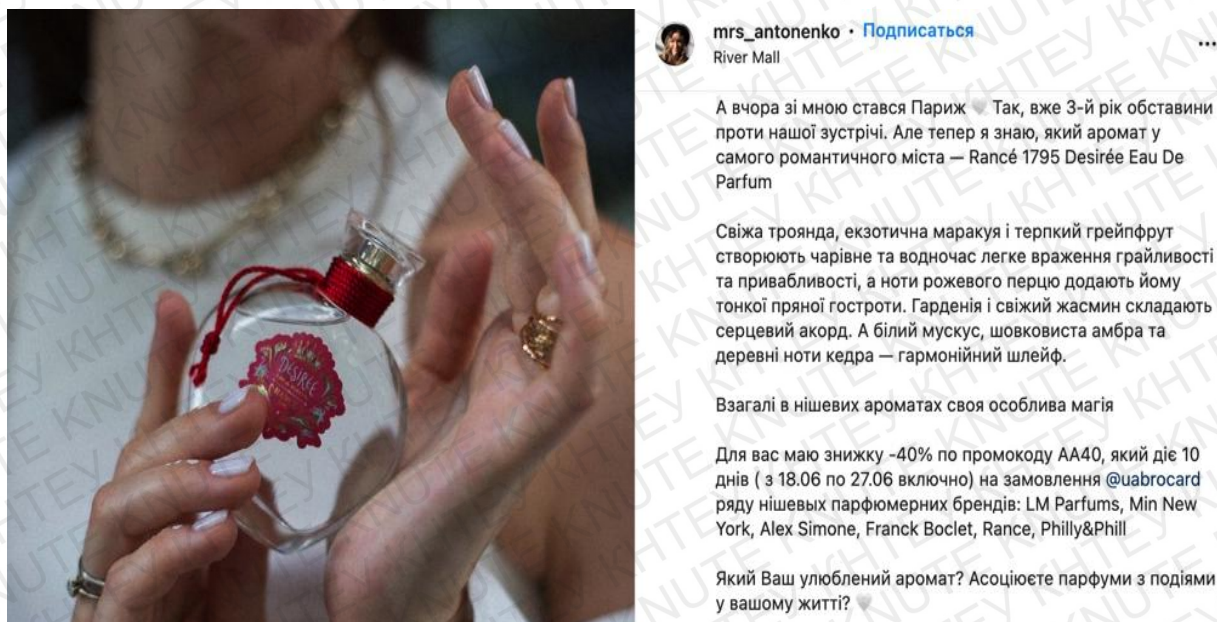 mrs_antonenko • Подписаться
River Mall
А вчора зі мною стався Париж 🤍 Так, вже 3-й рік обставини
проти нашої зустрічі. Але тепер я знаю, який аромат у
самого романтичного міста — Rancé 1795 Desirée Eau De
Parfum
Свіжа троянда, екзотична маракуя і терпкий грейпфрут
створюють чарівне та водночас легке враження грайливості
та привабливості, а ноти рожевого перцю додають йому
тонкої пряної гостроти. Гарденія і свіжий жасмин складають
серцевий акорд. А білий мускус, шовковиста амбра та
деревні ноти кедра — гармонійний шлейф.
Взагалі в нішевих ароматах своя особлива магія
Для вас маю знижку -40% по промокоду АА40, який діє 10
днів ( з 18.06 по 27.06 включно) на замовлення @uabrocard
ряду нішевых парфюмерних брендів: LM Parfums, Min New
York, Alex Simone, Franck Boclet, Rance, Philly&Phill
Який Ваш улюблений аромат? Асоціюєте парфуми з подіями
у вашому житті? 🤍
DESIRÉE
KNUTE KHTEY